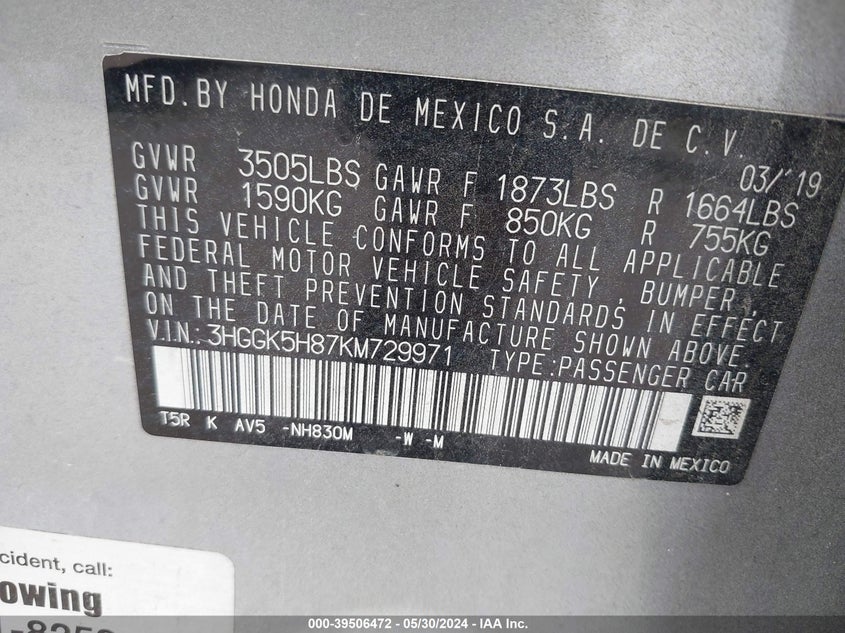 MFD. BY HONDA DE MEXICO S.A. DE C.V.
03/'19
GVWR 3505LBS GAWR F 1873LBS R 1664LBS
GVWR 1590KG GAWR F 850KG R 755KG
THIS VEHICLE CONFORMS TO ALL APPLICABLE
FEDERAL MOTOR VEHICLE SAFETY, BUMPER,
AND THEFT PREVENTION STANDARDS IN EFFECT
ON THE DATE OF MANUFACTURE SHOWN ABOVE.
V.I.N.: 3HGGK5H87KM729971 TYPE:PASSENGER CAR
T5R K AV5 -NH830M -W -M
MADE IN MEXICO
cident, call:
owing
000-39506472 - 05/30/2024 - IAA Inc.